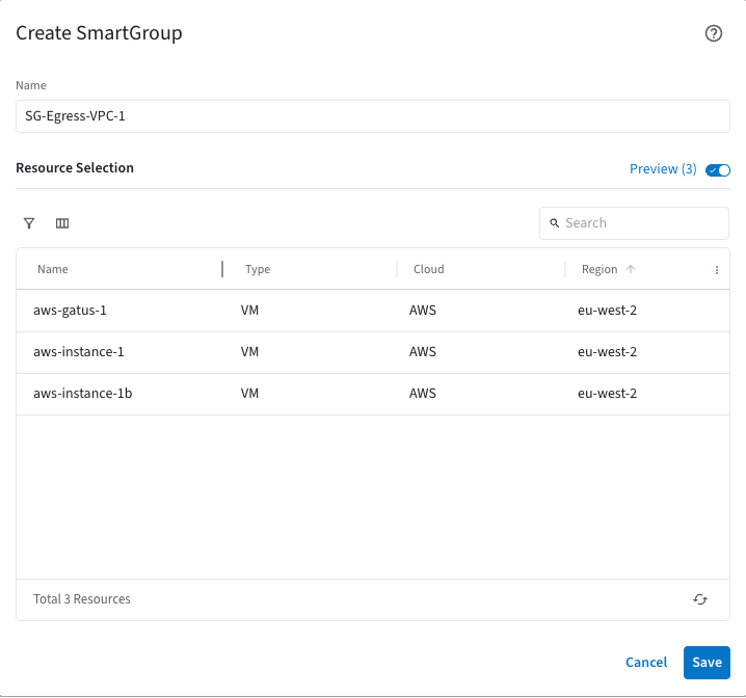 Create SmartGroup
Name
SG-Egress-VPC-1
Resource Selection Preview (3)
Search
Name Type Cloud Region
aws-gatus-1 VM AWS eu-west-2
aws-instance-1 VM AWS eu-west-2
aws-instance-1b VM AWS eu-west-2
Total 3 Resources
Cancel Save